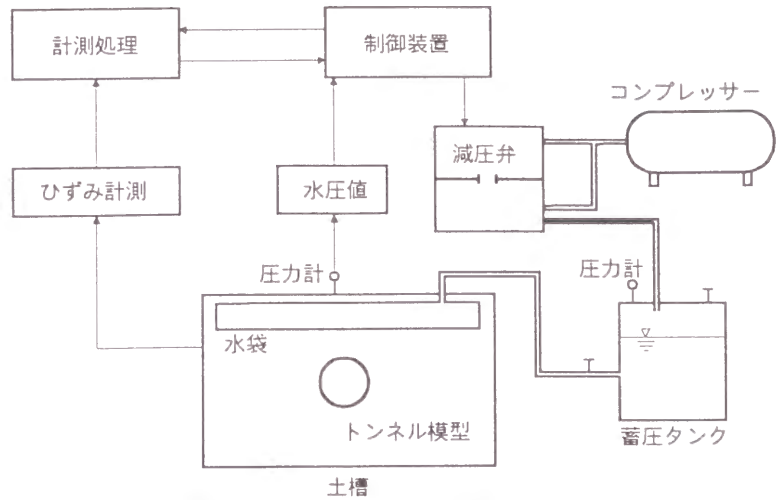 計測処理
制御装置
コンプレッサー
減圧弁
ひずみ計測
水圧値
圧力計
圧力計
水袋
トンネル模型
蓄圧タンク
土槽